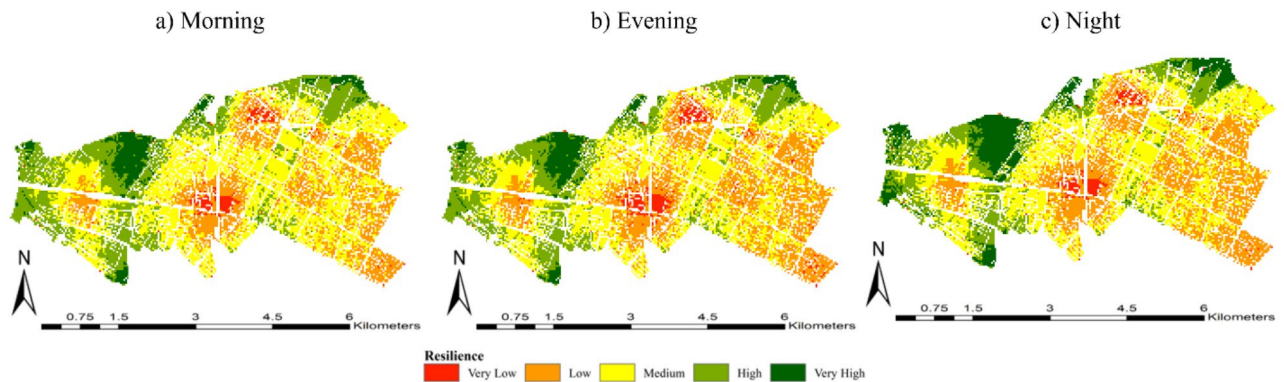 a) Morning
b) Evening
c) Night
N
0.75 1.5 3 4.5 6
Kilometers
N
0.75 1.5 3 4.5 6
Kilometers
N
0.75 1.5 3 4.5 6
Kilometers
Resilience
Very Low Low Medium High Very High